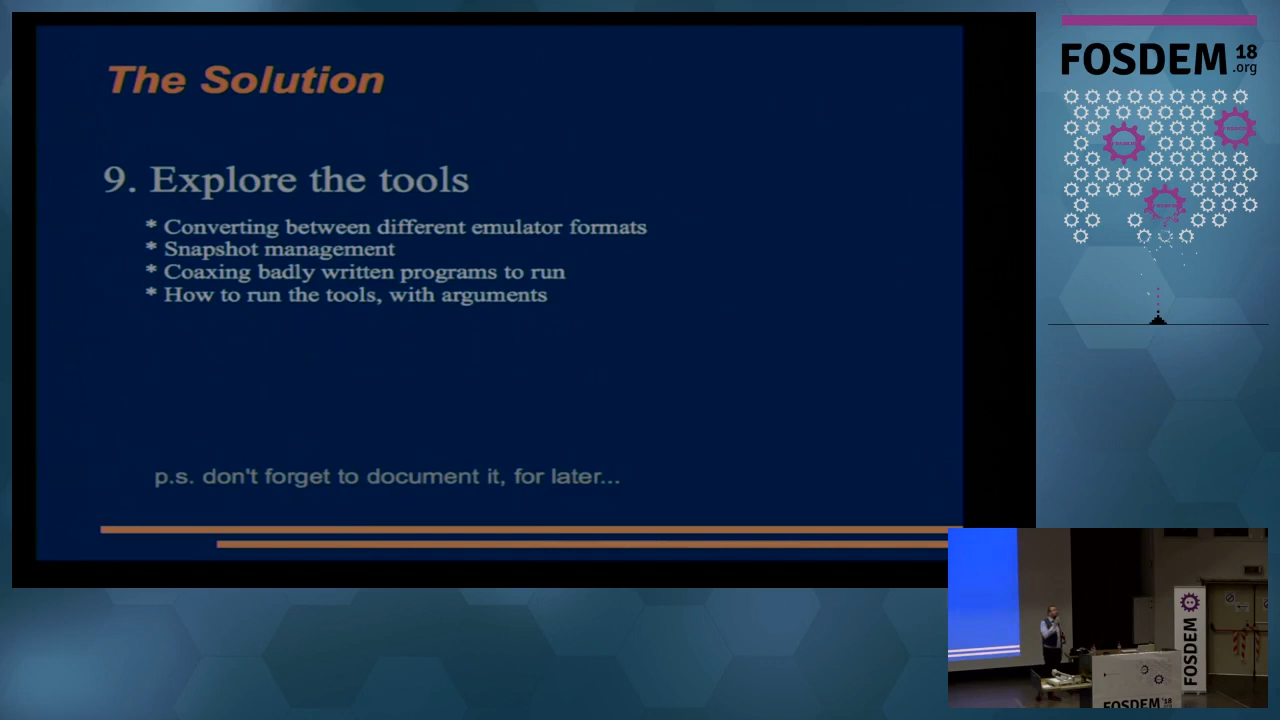 The Solution
9. Explore the tools
* Converting between different emulator formats
* Snapshot management
* Coaxing badly written programs to run
* How to run the tools, with arguments
p.s. don't forget to document it, for later...
FOSDEM 18
.org
FOSDEM
FOSDEM